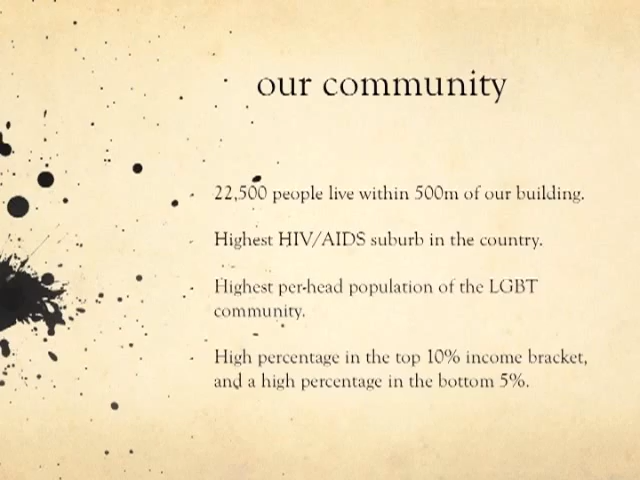 our community
22,500 people live within 500m of our building.
Highest HIV/AIDS suburb in the country.
Highest per-head population of the LGBT
community.
High percentage in the top 10% income bracket,
and a high percentage in the bottom 5%.